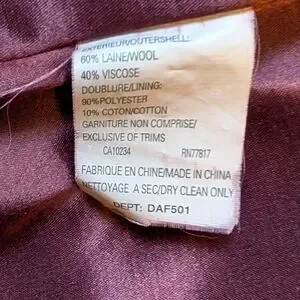 EXTERIEUR/OUTERSHELL:
60% LAINE/WOOL
40% VISCOSE
DOUBLURE/LINING:
90%POLYESTER
10% COTON/COTTON
GARNITURE NON COMPRISE/
EXCLUSIVE OF TRIMS
CA10234 RN77817
FABRIQUE EN CHINE/MADE IN CHINA
NETTOYAGE A SEC/DRY CLEAN ONLY
DEPT: DAF501